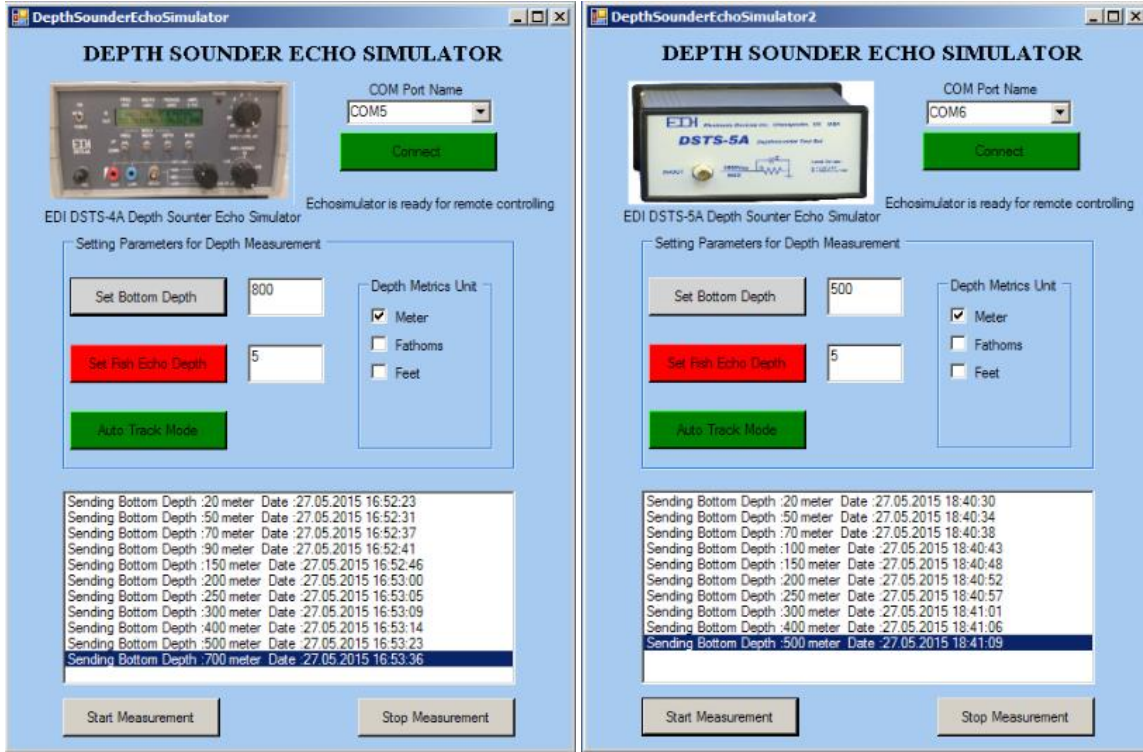 DepthSounderEchoSimulator
DEPTH SOUNDER ECHO SIMULATOR
COM Port Name
COM5
Connect
EDI
EDI DSTS-4A Depth Sounter Echo Simulator
Echosimulator is ready for remote controlling
Setting Parameters for Depth Measurement
Set Bottom Depth
800
Depth Metrics Unit
Meter
Set Fish Echo Depth
5
Fathoms
Feet
Auto Track Mode
Sending Bottom Depth :20 meter Date :27.05.2015 16:52:23
Sending Bottom Depth :50 meter Date :27.05.2015 16:52:31
Sending Bottom Depth :70 meter Date :27.05.2015 16:52:37
Sending Bottom Depth :90 meter Date :27.05.2015 16:52:41
Sending Bottom Depth :150 meter Date :27.05.2015 16:52:46
Sending Bottom Depth :200 meter Date :27.05.2015 16:53:00
Sending Bottom Depth :250 meter Date :27.05.2015 16:53:05
Sending Bottom Depth :300 meter Date :27.05.2015 16:53:09
Sending Bottom Depth :400 meter Date :27.05.2015 16:53:14
Sending Bottom Depth :500 meter Date :27.05.2015 16:53:23
Sending Bottom Depth :700 meter Date :27.05.2015 16:53:36
Start Measurement
Stop Measurement
DepthSounderEchoSimulator2
DEPTH SOUNDER ECHO SIMULATOR
COM Port Name
COM6
Connect
EDI
DSTS-5A
EDI DSTS-5A Depth Sounter Echo Simulator
Echosimulator is ready for remote controlling
Setting Parameters for Depth Measurement
Set Bottom Depth
500
Depth Metrics Unit
Meter
Set Fish Echo Depth
5
Fathoms
Feet
Auto Track Mode
Sending Bottom Depth :20 meter Date :27.05.2015 18:40:30
Sending Bottom Depth :50 meter Date :27.05.2015 18:40:34
Sending Bottom Depth :70 meter Date :27.05.2015 18:40:38
Sending Bottom Depth :100 meter Date :27.05.2015 18:40:43
Sending Bottom Depth :150 meter Date :27.05.2015 18:40:48
Sending Bottom Depth :200 meter Date :27.05.2015 18:40:52
Sending Bottom Depth :250 meter Date :27.05.2015 18:40:57
Sending Bottom Depth :300 meter Date :27.05.2015 18:41:01
Sending Bottom Depth :400 meter Date :27.05.2015 18:41:06
Sending Bottom Depth :500 meter Date :27.05.2015 18:41:09
Start Measurement
Stop Measurement